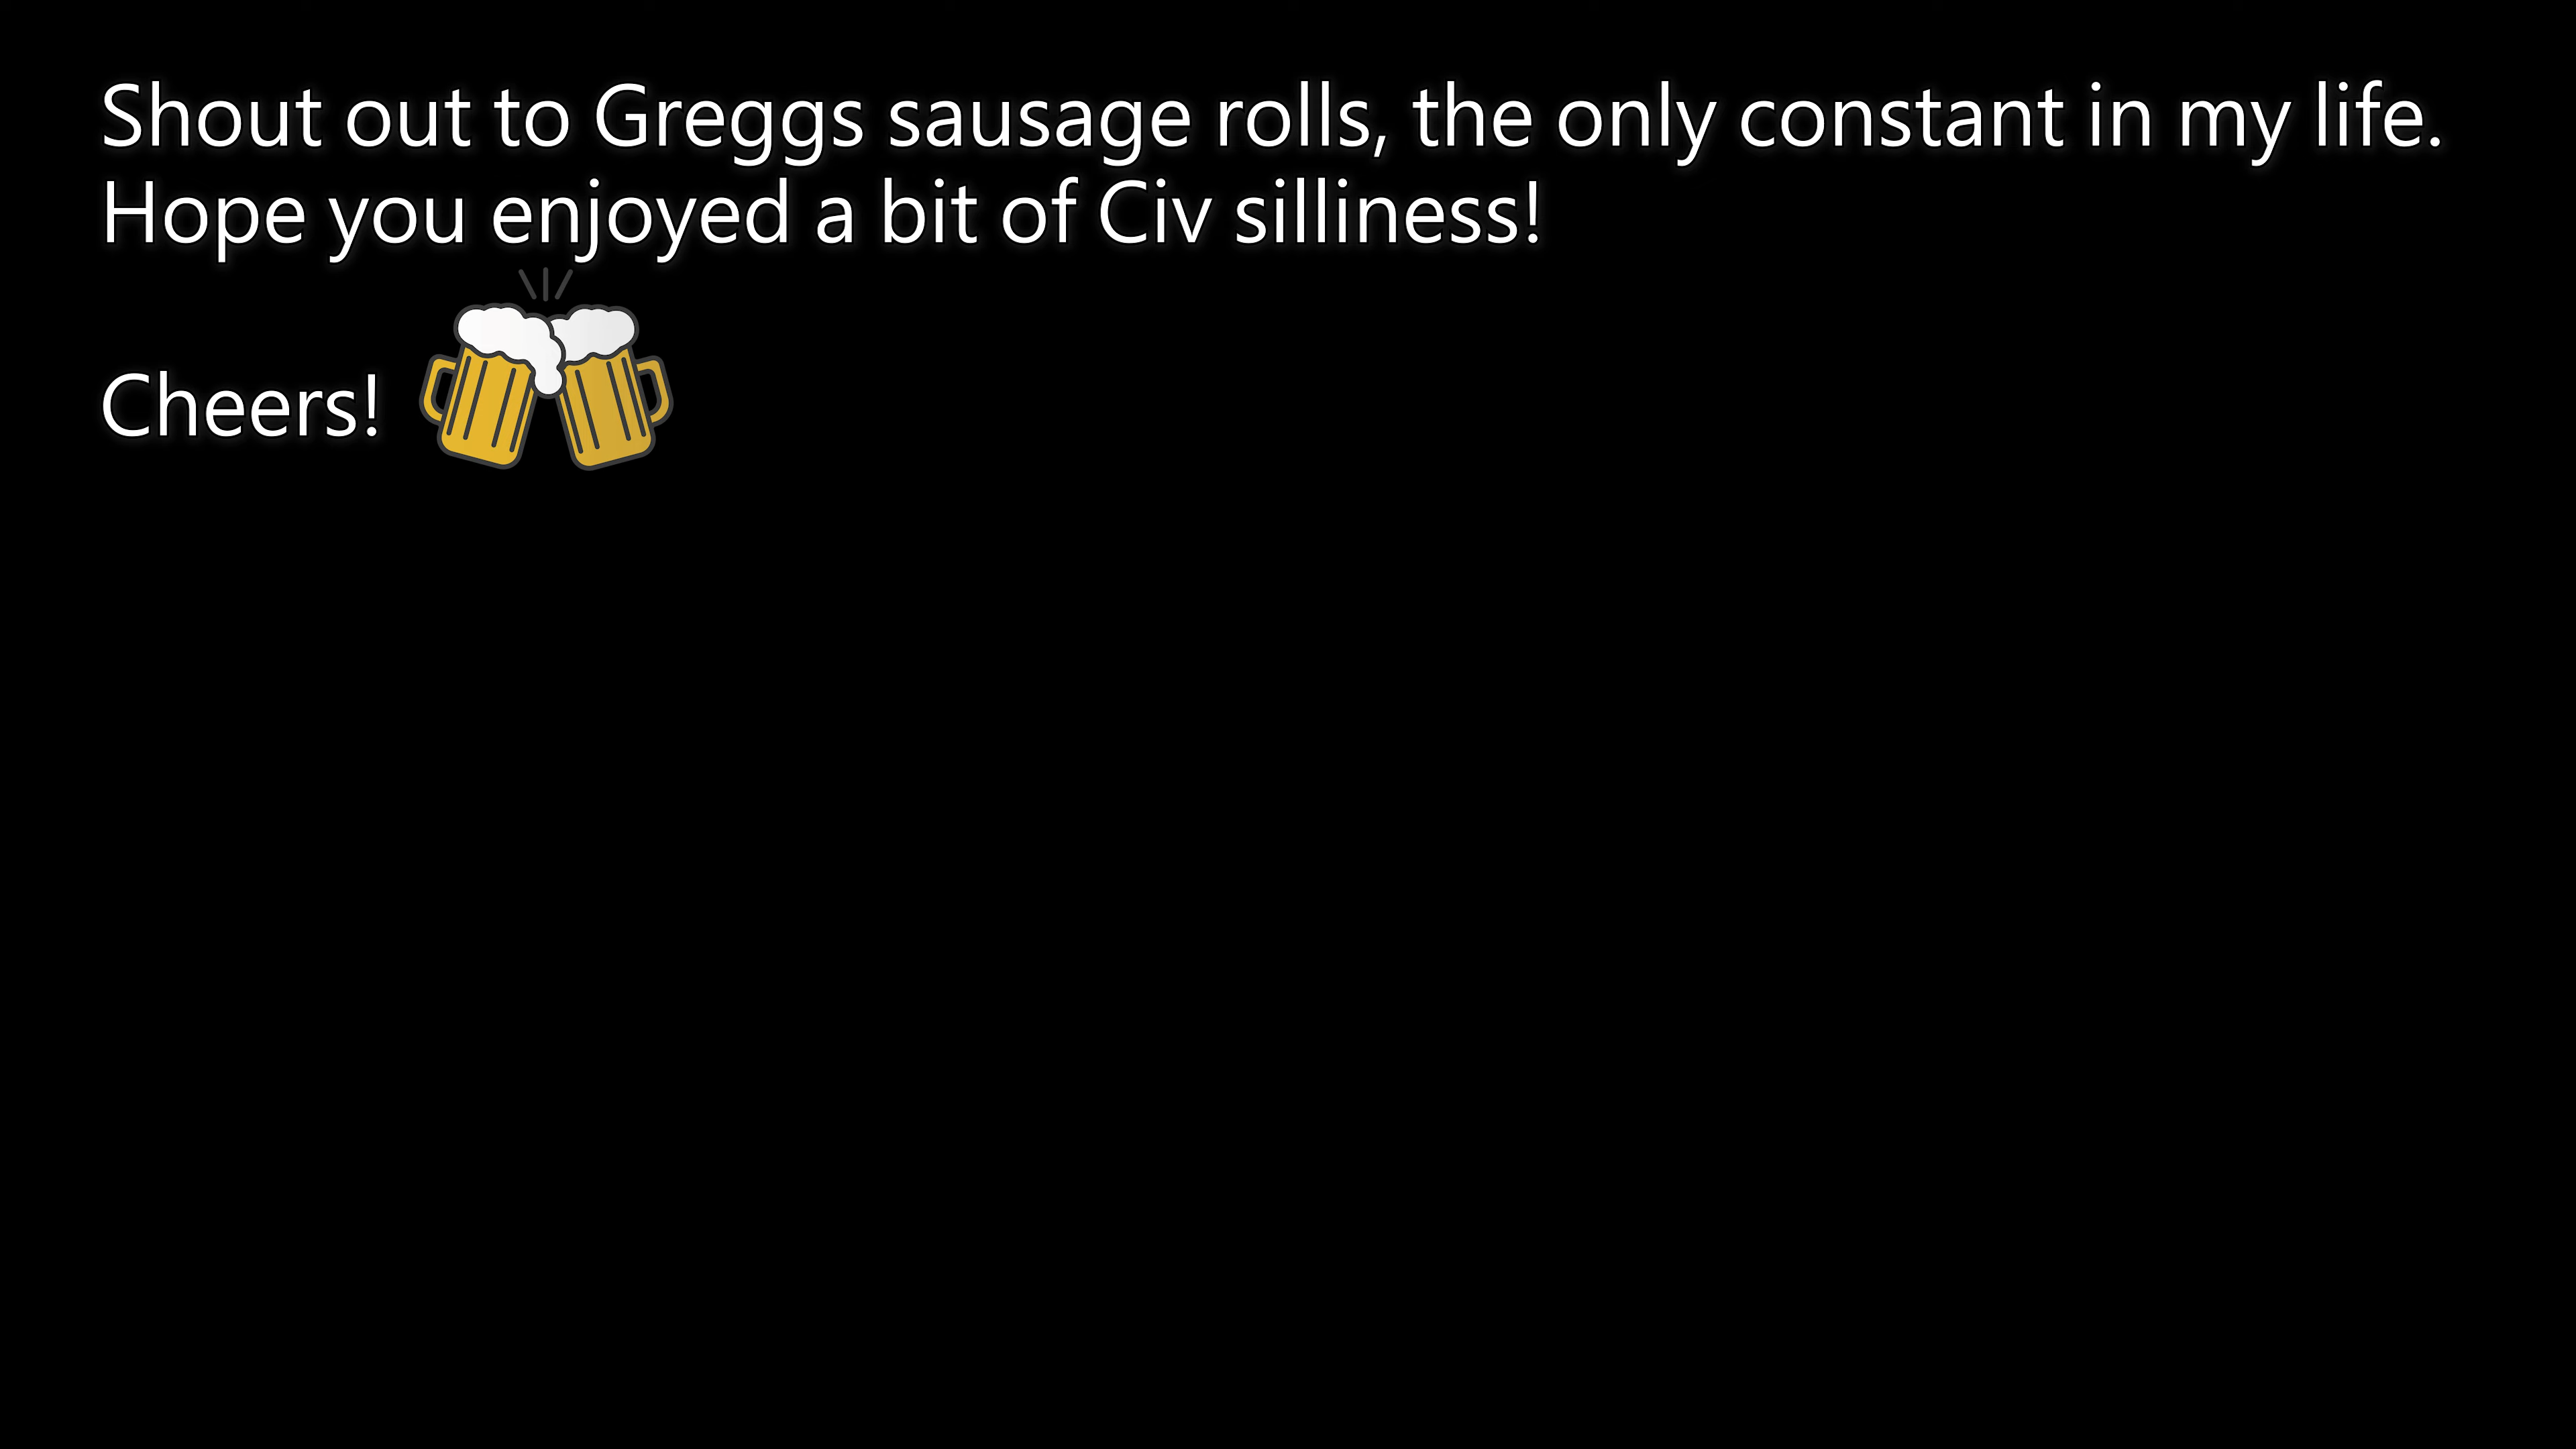 Shout out to Greggs sausage rolls, the only constant in my life.
Hope you enjoyed a bit of Civ silliness!
Cheers!